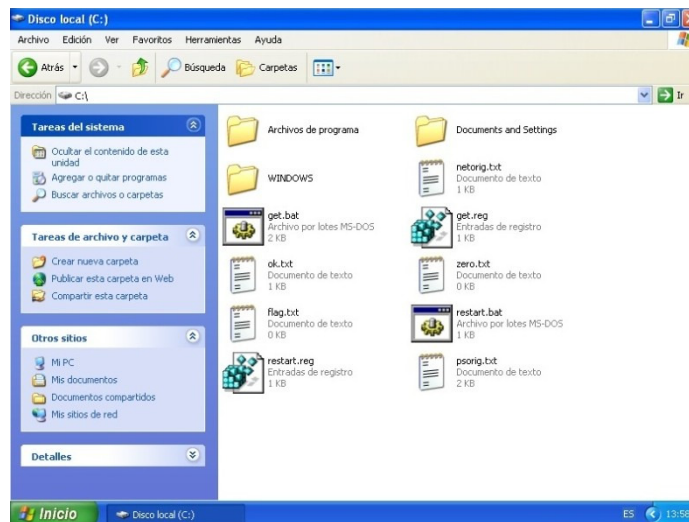 Disco local (C:)
Archivo Edición Ver Favoritos Herramientas Ayuda
Atrás Búsqueda Carpetas
Dirección C:\ Ir
Tareas del sistema
Ocultar el contenido de esta
unidad
Agregar o quitar programas
Buscar archivos o carpetas
Tareas de archivo y carpeta
Crear nueva carpeta
Publicar esta carpeta en Web
Compartir esta carpeta
Otros sitios
Mi PC
Mis documentos
Documentos compartidos
Mis sitios de red
Detalles
Archivos de programa
Documents and Settings
WINDOWS
netorig.txt
Documento de texto
1 KB
get.bat
Archivo por lotes MS-DOS
2 KB
get.reg
Entradas de registro
1 KB
ok.txt
Documento de texto
1 KB
zero.txt
Documento de texto
0 KB
flag.txt
Documento de texto
0 KB
restart.bat
Archivo por lotes MS-DOS
1 KB
restart.reg
Entradas de registro
1 KB
psorig.txt
Documento de texto
2 KB
Inicio Disco local (C:) ES 13:58